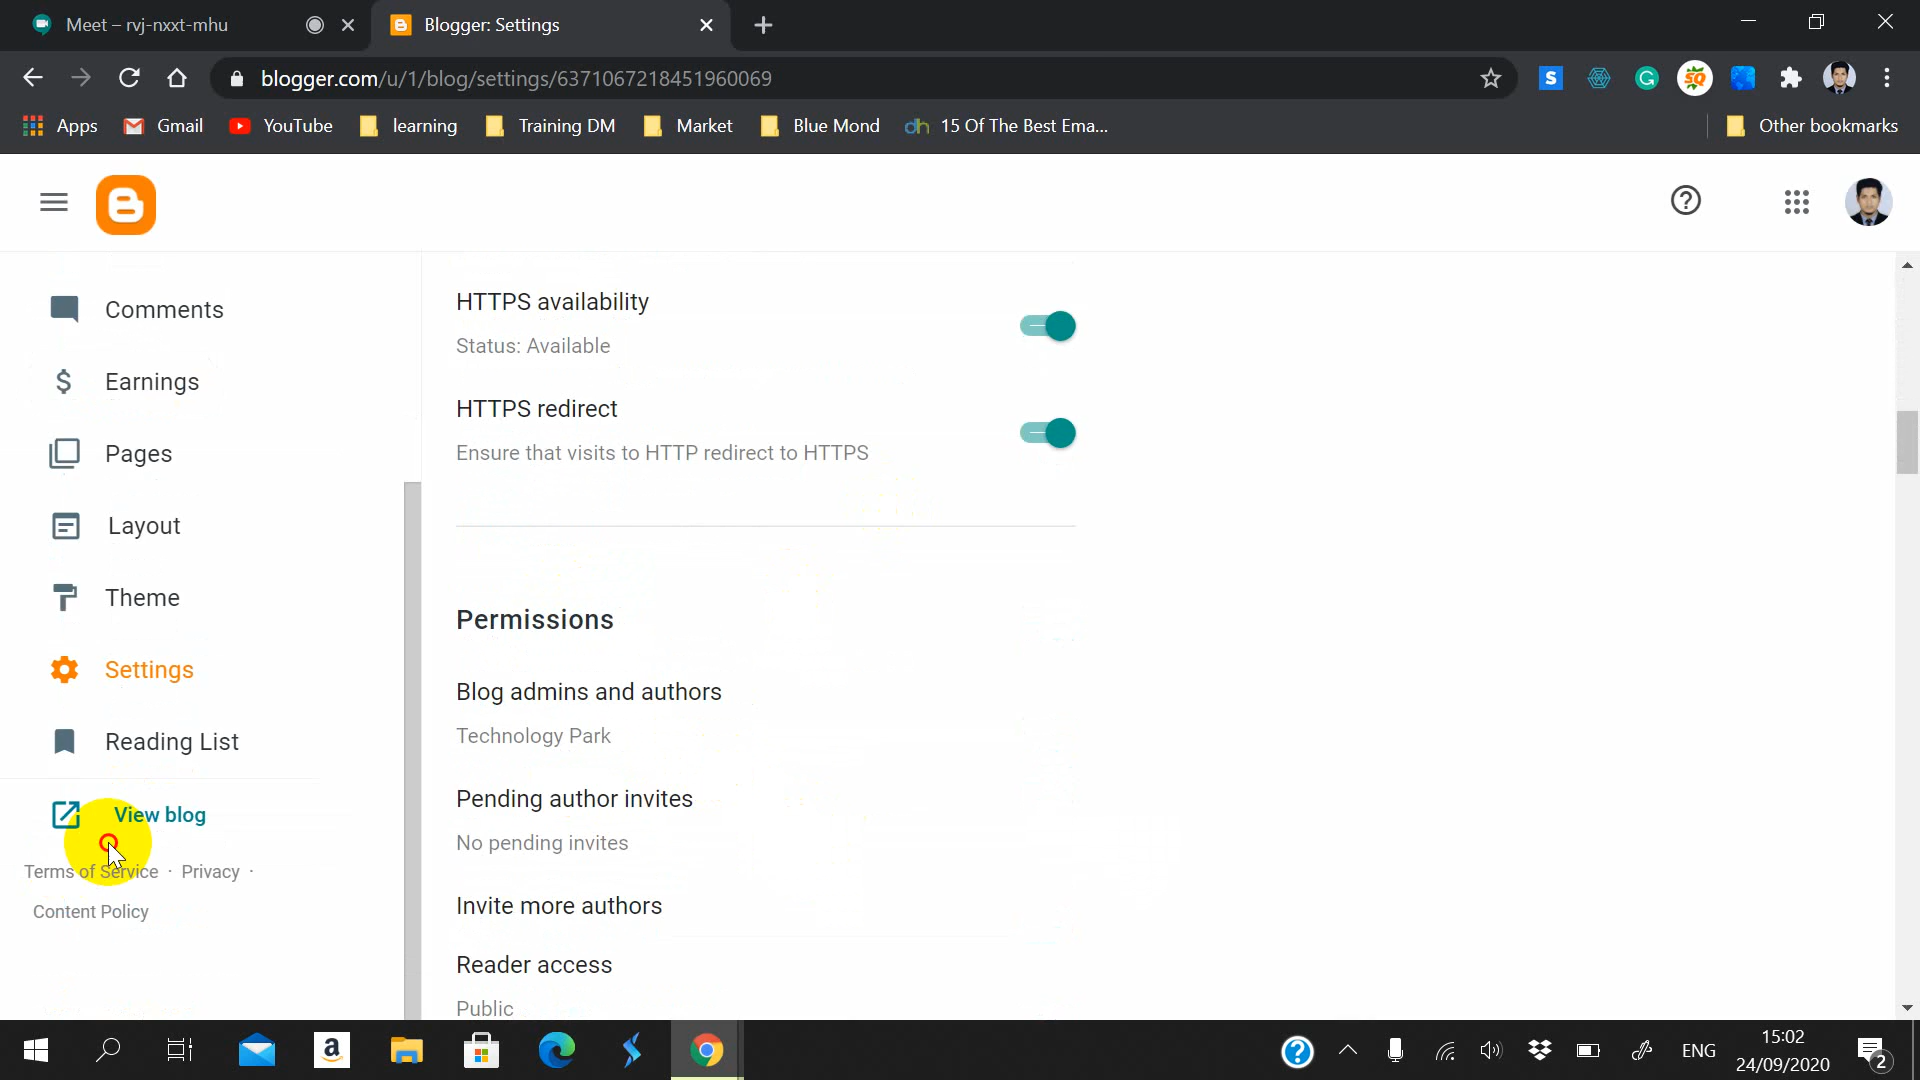 Meet – rvj-nxxt-mhu
Blogger: Settings
blogger.com/u/1/blog/settings/6371067218451960069
Apps
Gmail
YouTube
learning
Training DM
Market
Blue Mond
15 Of The Best Ema...
Other bookmarks
Comments
Earnings
Pages
Layout
Theme
Settings
Reading List
View blog
Terms of Service · Privacy ·
Content Policy
HTTPS availability
Status: Available
HTTPS redirect
Ensure that visits to HTTP redirect to HTTPS
Permissions
Blog admins and authors
Technology Park
Pending author invites
No pending invites
Invite more authors
Reader access
Public
ENG
15:02
24/09/2020
2